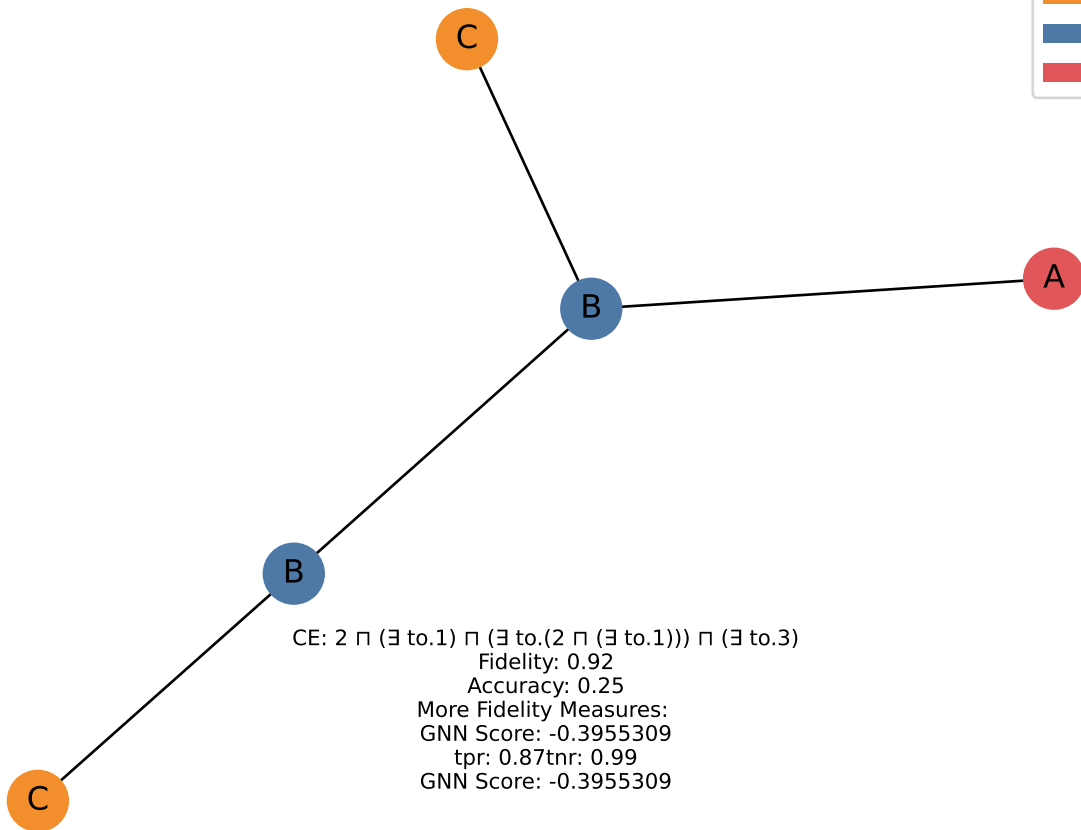 C
B
A
B
CE: 2 ⊓ (∃ to.1) ⊓ (∃ to.(2 ⊓ (∃ to.1))) ⊓ (∃ to.3)
Fidelity: 0.92
Accuracy: 0.25
More Fidelity Measures:
GNN Score: -0.3955309
tpr: 0.87tnr: 0.99
GNN Score: -0.3955309
C